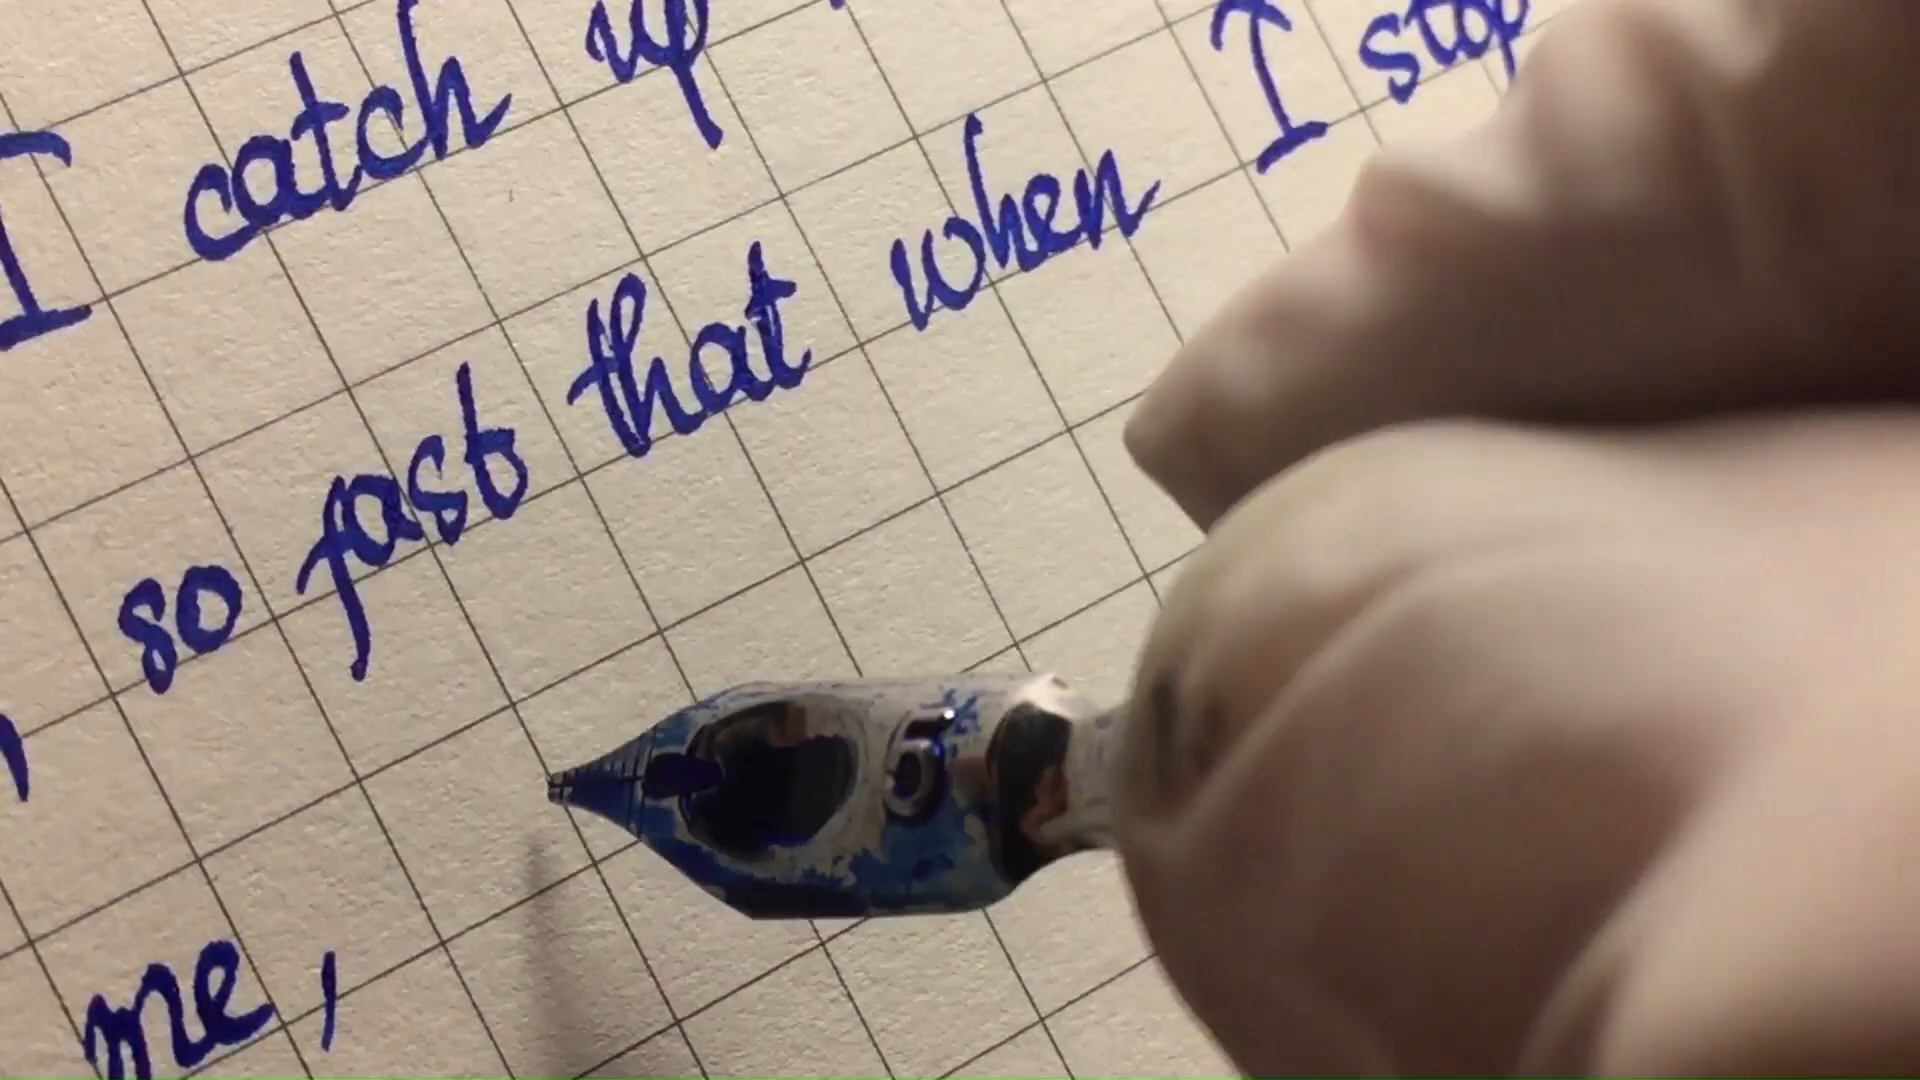 I catch up
so fast that when I stop
me,
5